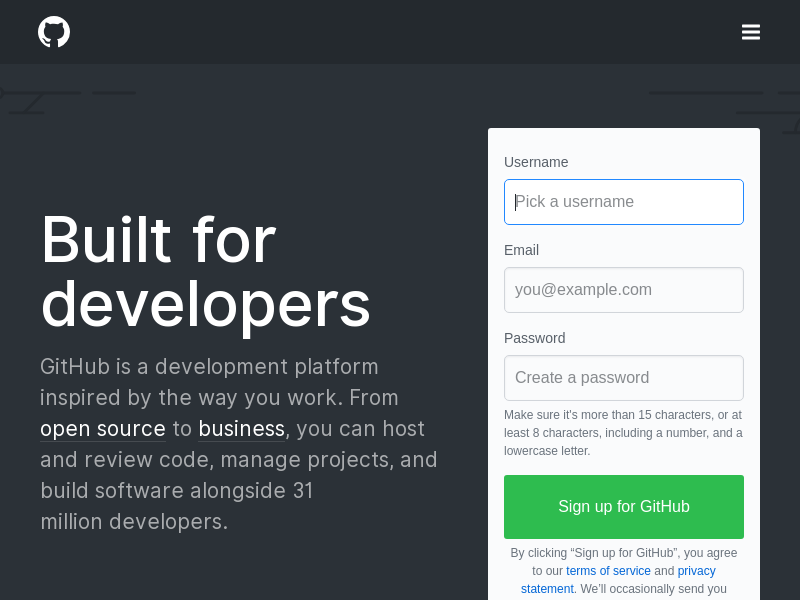 Built for
developers
GitHub is a development platform
inspired by the way you work. From
open source to business, you can host
and review code, manage projects, and
build software alongside 31
million developers.
Username
Pick a username
Email
you@example.com
Password
Create a password
Make sure it's more than 15 characters, or at
least 8 characters, including a number, and a
lowercase letter.
Sign up for GitHub
By clicking “Sign up for GitHub”, you agree
to our terms of service and privacy
statement. We’ll occasionally send you